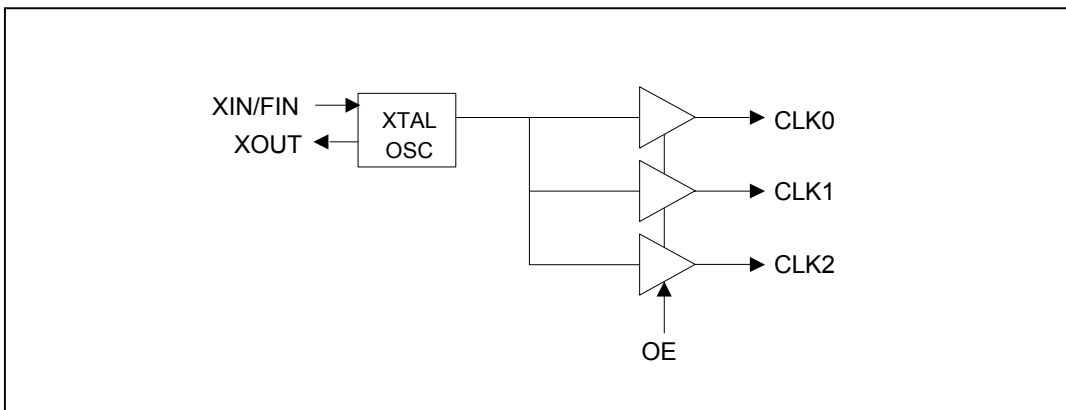 XIN/FIN
XOUT
XTAL
OSC
CLK0
CLK1
CLK2
OE